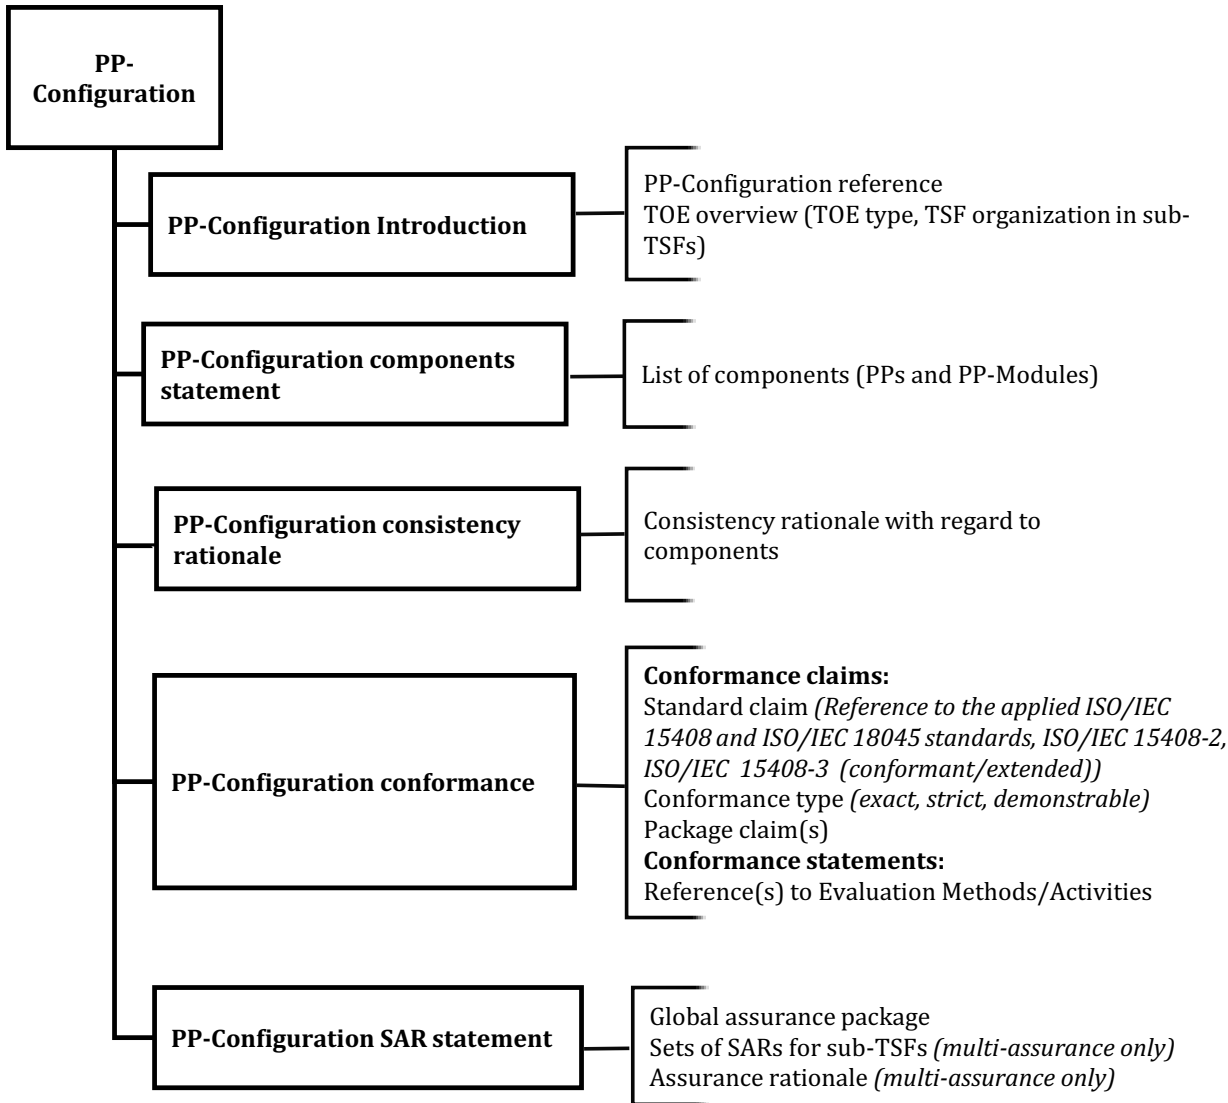 PP-
Configuration
PP-Configuration Introduction
PP-Configuration reference
TOE overview (TOE type, TSF organization in sub-
TSFs)
PP-Configuration components
statement
List of components (PPs and PP-Modules)
PP-Configuration consistency
rationale
Consistency rationale with regard to
components
PP-Configuration conformance
Conformance claims:
Standard claim (Reference to the applied ISO/IEC
15408 and ISO/IEC 18045 standards, ISO/IEC 15408-2,
ISO/IEC 15408-3 (conformant/extended))
Conformance type (exact, strict, demonstrable)
Package claim(s)
Conformance statements:
Reference(s) to Evaluation Methods/Activities
PP-Configuration SAR statement
Global assurance package
Sets of SARs for sub-TSFs (multi-assurance only)
Assurance rationale (multi-assurance only)